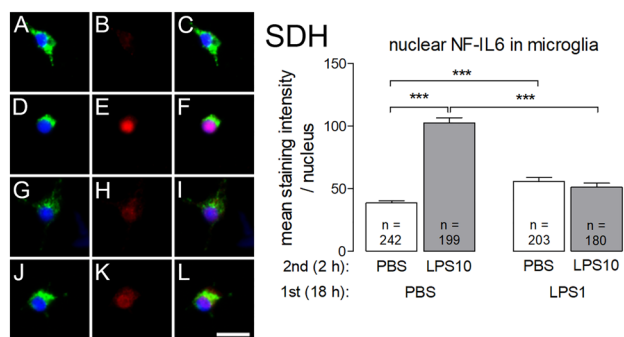 A B C
SDH
nuclear NF-IL6 in microglia
D E F
G H I
J K L
mean staining intensity
/ nucleus
150
100
50
0
***
*** ***
n = n = n = n =
242 199 203 180
2nd (2 h): PBS LPS10 PBS LPS10
1st (18 h): PBS LPS1